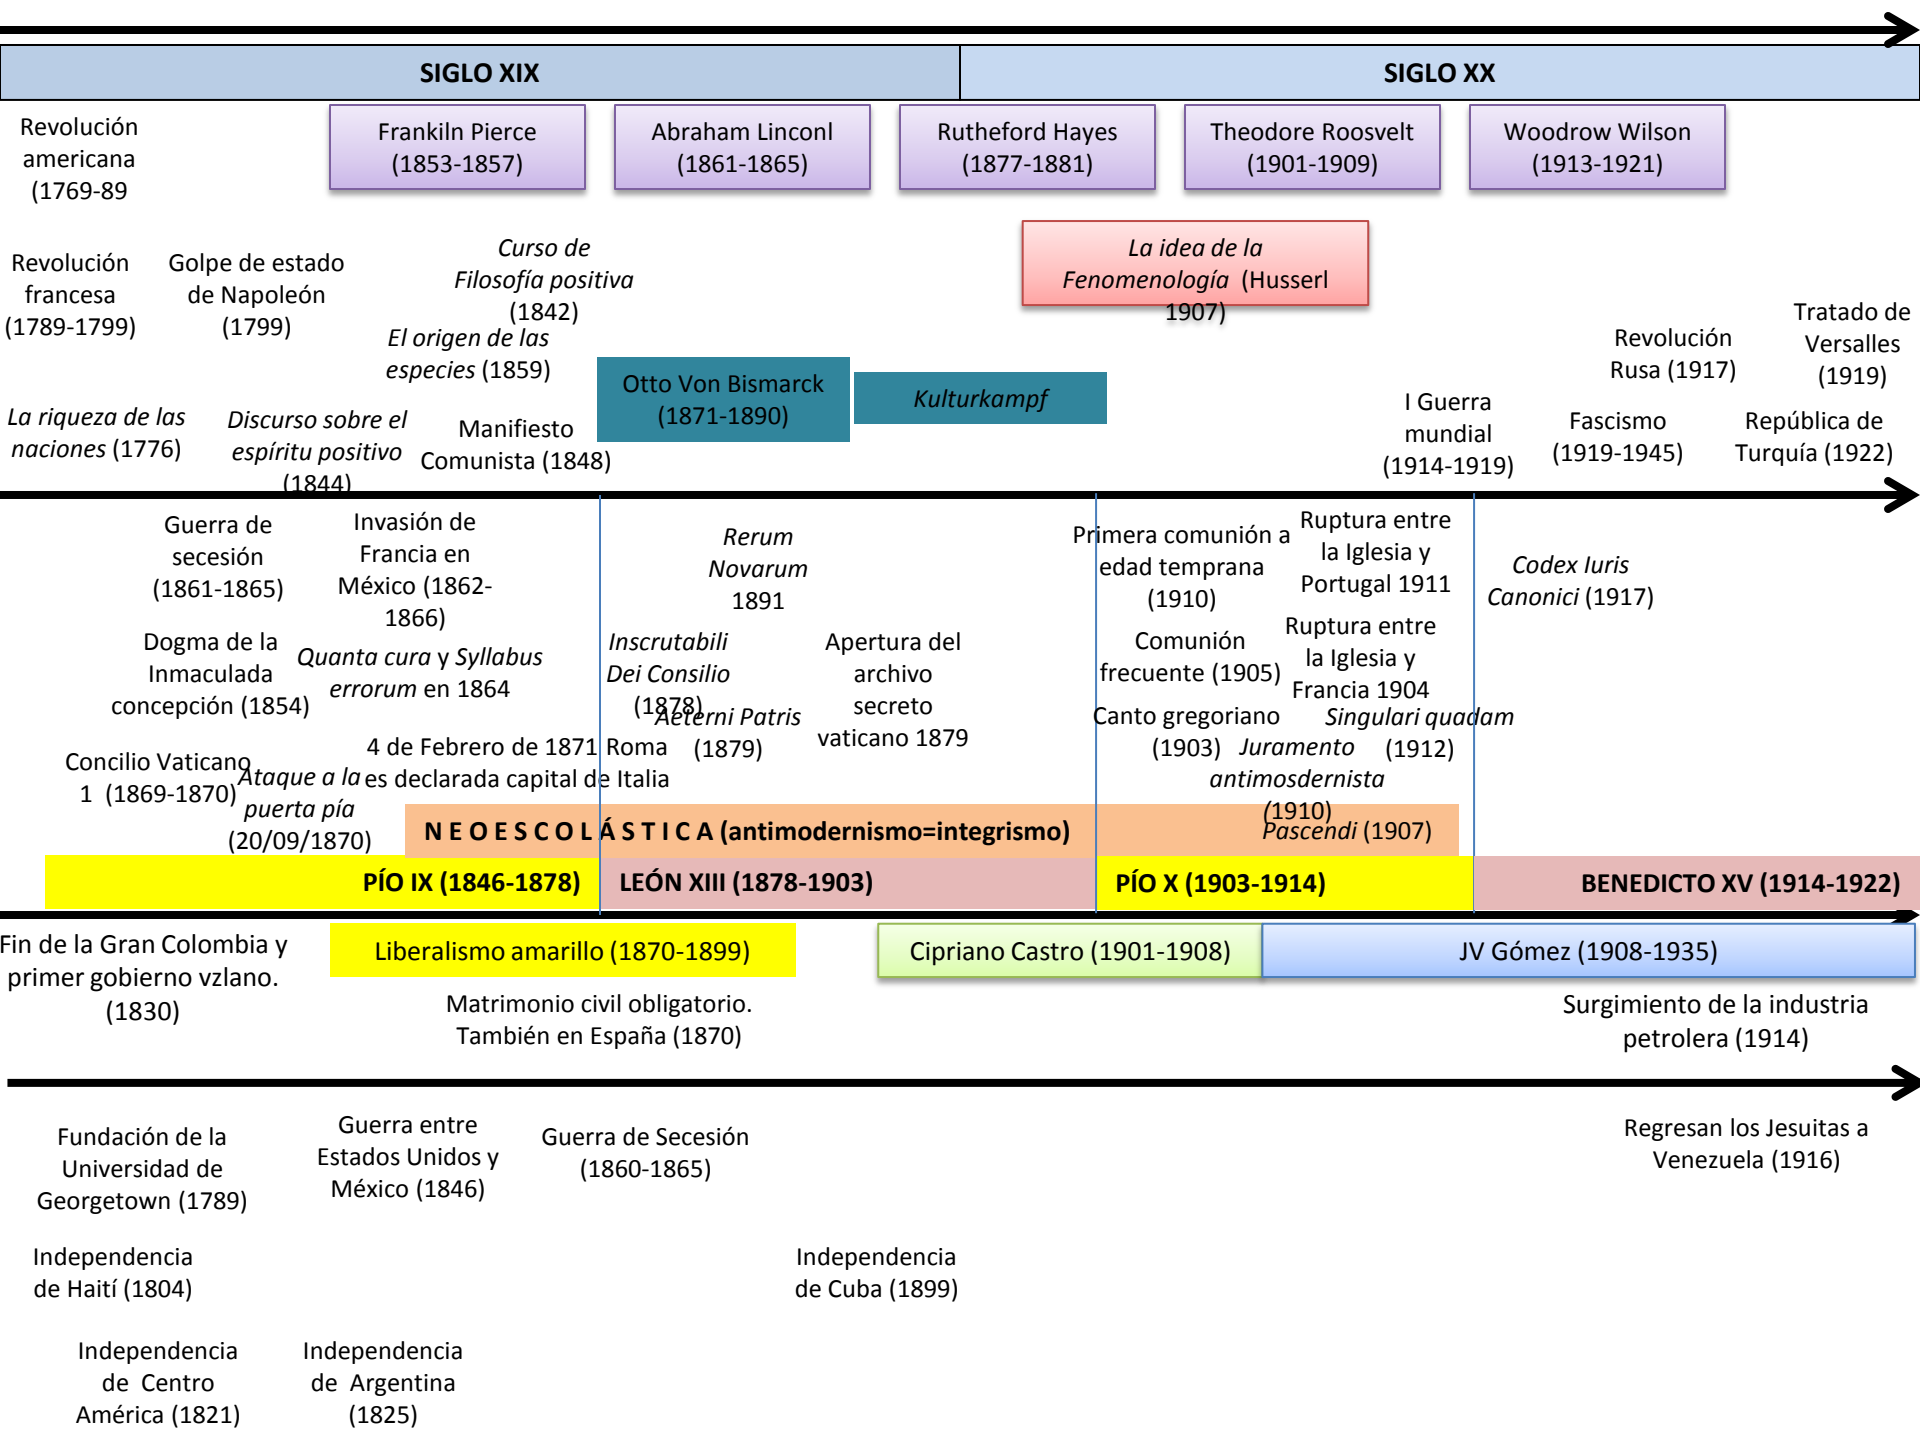 SIGLO XIX
SIGLO XX
Revolución
americana
(1769-89
Frankiln Pierce
(1853-1857)
Abraham Linconl
(1861-1865)
Rutheford Hayes
(1877-1881)
Theodore Roosvelt
(1901-1909)
Woodrow Wilson
(1913-1921)
Revolución
francesa
(1789-1799)
Golpe de estado
de Napoleón
(1799)
Curso de
Filosofía positiva
(1842)
La idea de la
Fenomenología (Husserl
1907)
El origen de las
especies (1859)
Otto Von Bismarck
(1871-1890)
Kulturkampf
Revolución
Rusa (1917)
Tratado de
Versalles
(1919)
La riqueza de las
naciones (1776)
Discurso sobre el
espíritu positivo
(1844)
Manifiesto
Comunista (1848)
I Guerra
mundial
(1914-1919)
Fascismo
(1919-1945)
República de
Turquía (1922)
Guerra de
secesión
(1861-1865)
Invasión de
Francia en
México (1862-
1866)
Rerum
Novarum
1891
Primera comunión a
edad temprana
(1910)
Ruptura entre
la Iglesia y
Portugal 1911
Codex Iuris
Canonici (1917)
Dogma de la
Inmaculada
concepción (1854)
Quanta cura y Syllabus
errorum en 1864
Inscrutabili
Dei Consilio
(1878)
Aeterni Patris
(1879)
Apertura del
archivo
secreto
vaticano 1879
Comunión
frecuente (1905)
Ruptura entre
la Iglesia y
Francia 1904
Canto gregoriano
(1903)
Singulari quadam
(1912)
Juramento
antimosdernista
(1910)
Concilio Vaticano
1 (1869-1870)
Ataque a la
puerta pía
(20/09/1870)
4 de Febrero de 1871 Roma
es declarada capital de Italia
N E O E S C O L Á S T I C A (antimodernismo=integrismo)
Pascendi (1907)
PÍO IX (1846-1878)
LEÓN XIII (1878-1903)
PÍO X (1903-1914)
BENEDICTO XV (1914-1922)
Fin de la Gran Colombia y
primer gobierno vzlano.
(1830)
Liberalismo amarillo (1870-1899)
Cipriano Castro (1901-1908)
JV Gómez (1908-1935)
Matrimonio civil obligatorio.
También en España (1870)
Surgimiento de la industria
petrolera (1914)
Fundación de la
Universidad de
Georgetown (1789)
Guerra entre
Estados Unidos y
México (1846)
Guerra de Secesión
(1860-1865)
Regresan los Jesuitas a
Venezuela (1916)
Independencia
de Haití (1804)
Independencia
de Cuba (1899)
Independencia
de Centro
América (1821)
Independencia
de Argentina
(1825)